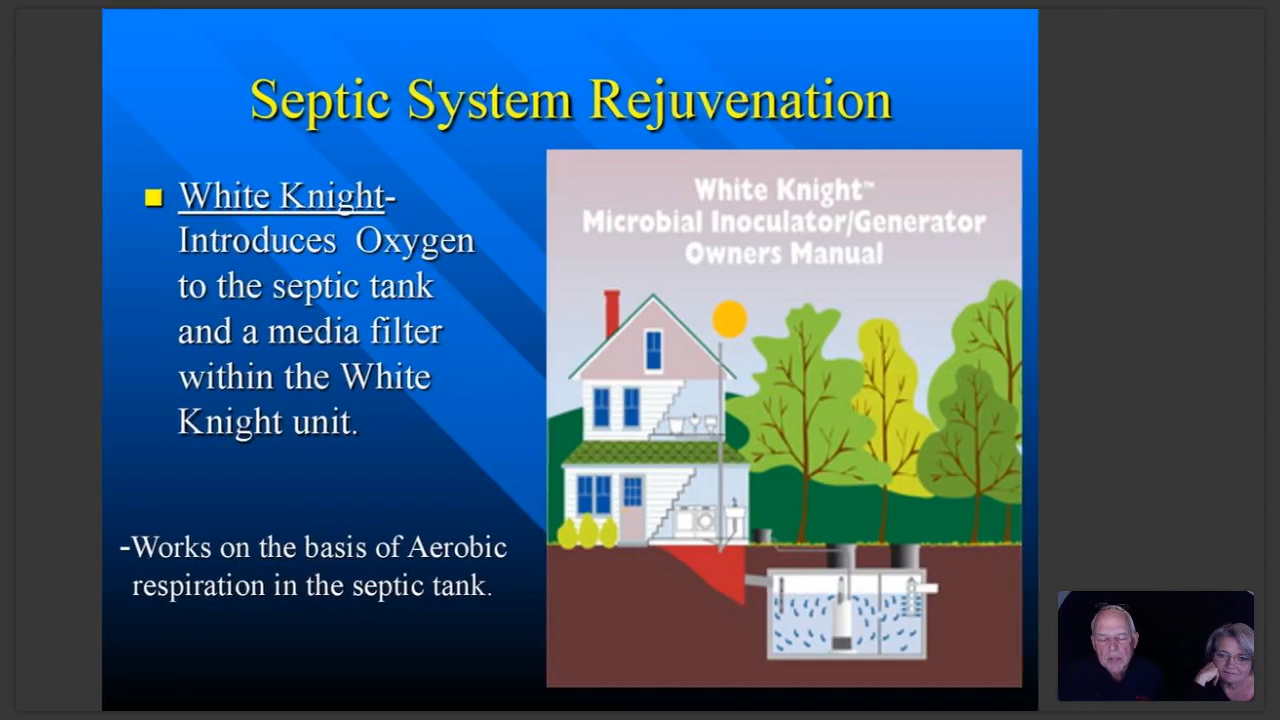 Septic System Rejuvenation
White Knight-
Introduces Oxygen
to the septic tank
and a media filter
within the White
Knight unit.
-Works on the basis of Aerobic
respiration in the septic tank.
White Knight™
Microbial Inoculator/Generator
Owners Manual